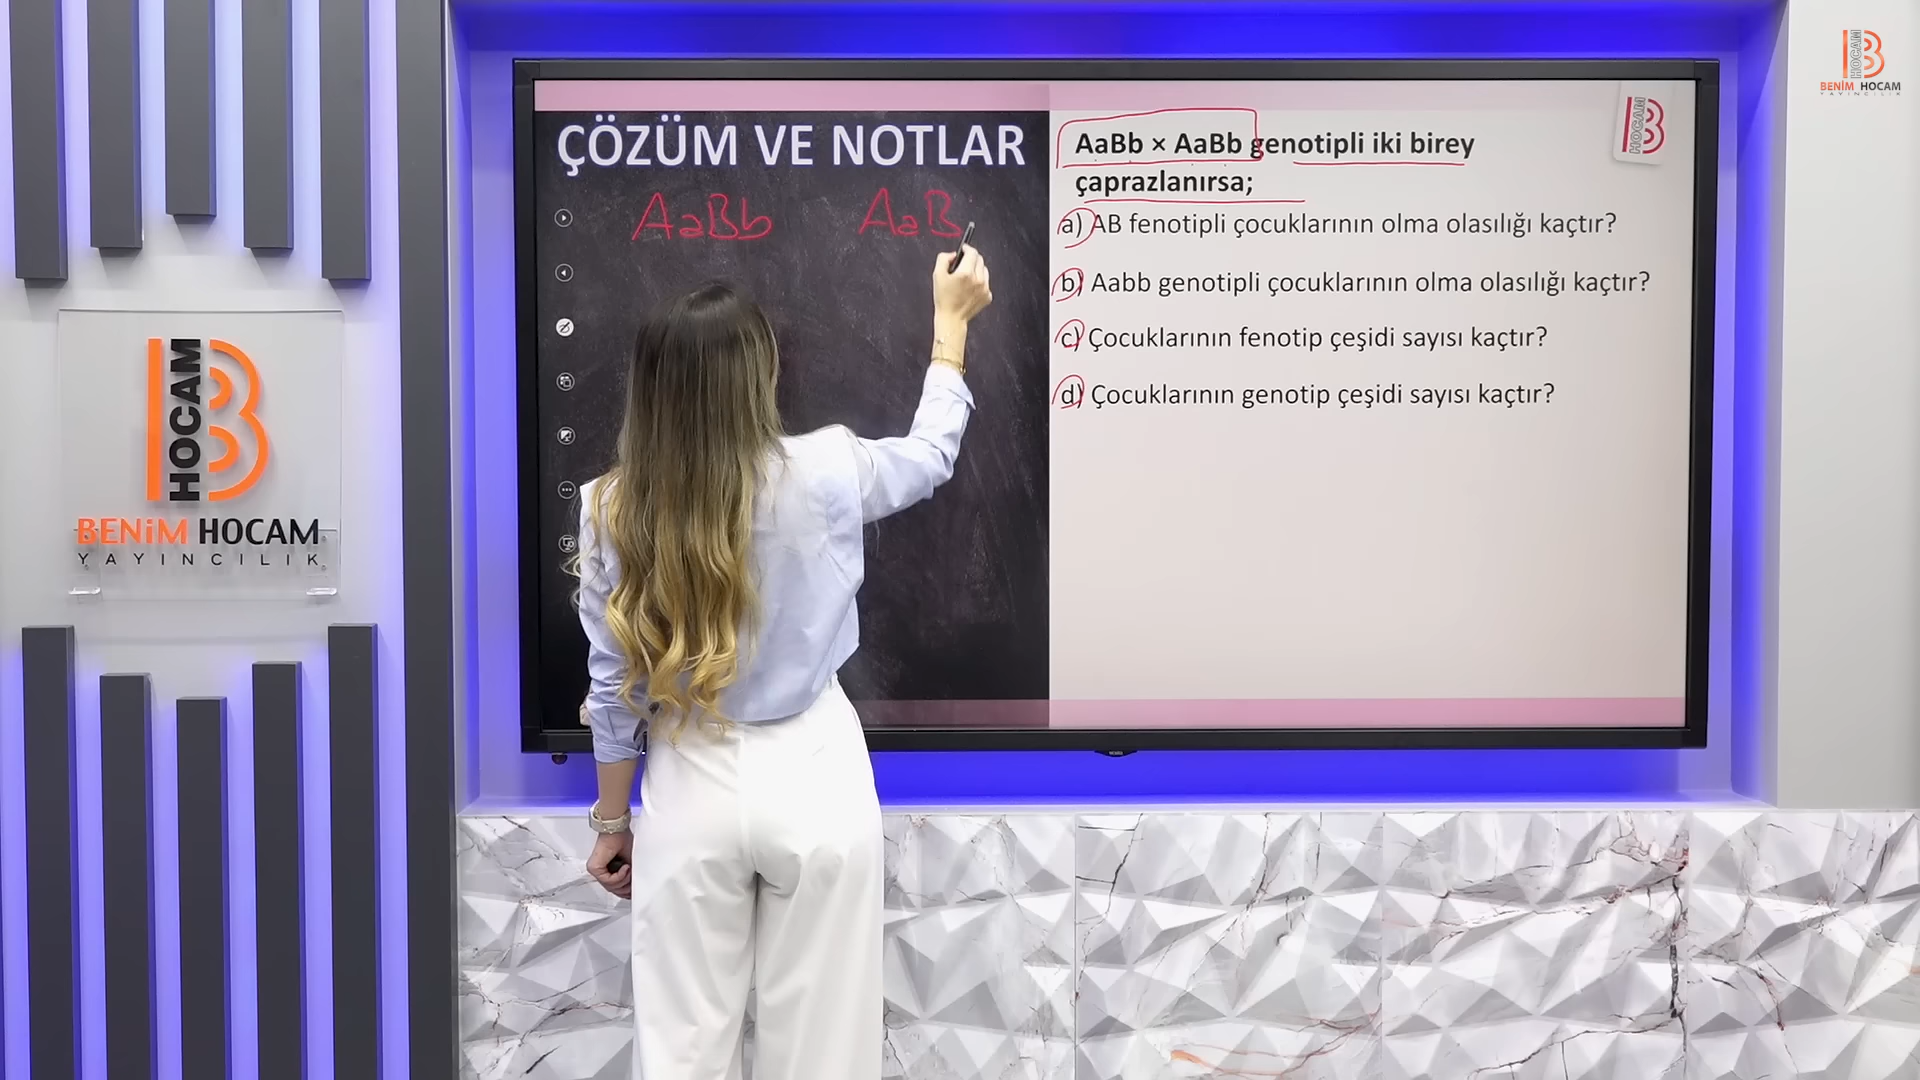 HOCAM
BENİM HOCAM
YAYINCILIK
HOCAM
BENİM HOCAM
YAYINCILIK
ÇÖZÜM VE NOTLAR
AaBb AaB
HOCAM
AaBb × AaBb genotipli iki birey
çaprazlanırsa;
a) AB fenotipli çocuklarının olma olasılığı kaçtır?
b) Aabb genotipli çocuklarının olma olasılığı kaçtır?
c) Çocuklarının fenotip çeşidi sayısı kaçtır?
d) Çocuklarının genotip çeşidi sayısı kaçtır?